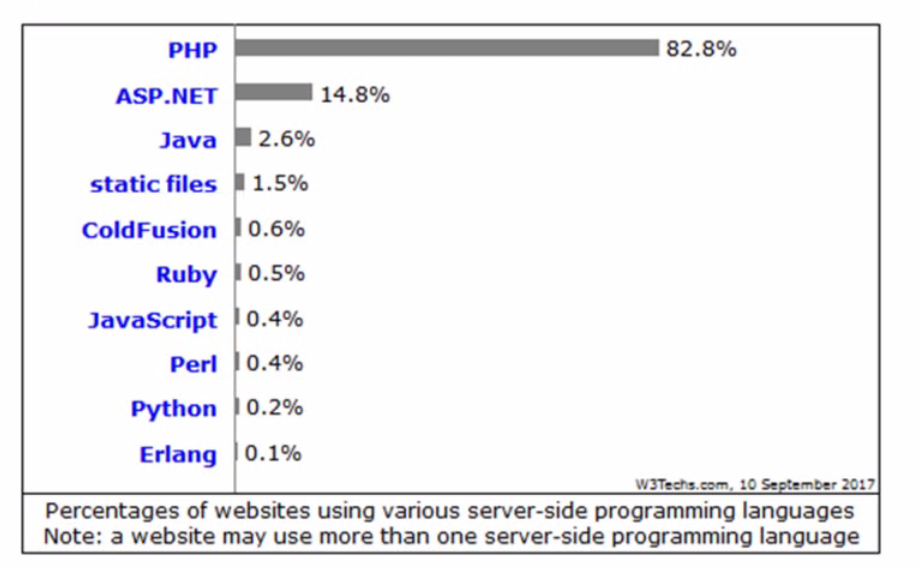 PHP 82.8%
ASP.NET 14.8%
Java 2.6%
static files 1.5%
ColdFusion 0.6%
Ruby 0.5%
JavaScript 0.4%
Perl 0.4%
Python 0.2%
Erlang 0.1%
W3Techs.com, 10 September 2017
Percentages of websites using various server-side programming languages
Note: a website may use more than one server-side programming language